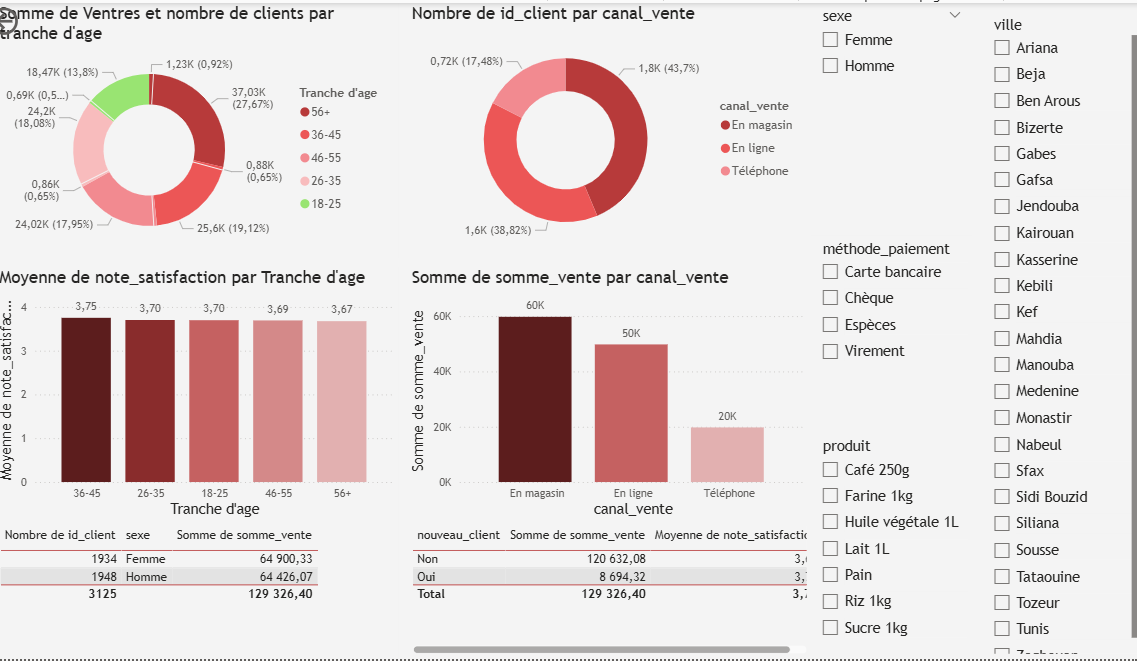 Somme de Ventres et nombre de clients par
tranche d'age
1,23K (0,92%)
18,47K (13,8%)
37,03K
(27,67%)
0,69K (0,5...)
24,2K
(18,08%)
0,88K
(0,65%)
0,86K
(0,65%)
24,02K (17,95%)
25,6K (19,12%)
Tranche d'age
56+
36-45
46-55
26-35
18-25
Nombre de id_client par canal_vente
0,72K (17,48%)
1,8K (43,7%)
1,6K (38,82%)
canal_vente
En magasin
En ligne
Téléphone
Moyenne de note_satisfaction par Tranche d'age
Moyenne de note_satisfac...
4
3
2
1
0
3,75
3,70
3,70
3,69
3,67
36-45
26-35
18-25
46-55
56+
Tranche d'age
Somme de somme_vente par canal_vente
Somme de somme_vente
60K
40K
20K
0K
60K
50K
20K
En magasin
En ligne
Téléphone
canal_vente
Nombre de id_client sexe Somme de somme_vente
1934 Femme 64 900,33
1948 Homme 64 426,07
3125 129 326,40
nouveau_client Somme de somme_vente Moyenne de
Non 120 632,08
Oui 8 694,32
Total 129 326,40
sexe
Femme
Homme
méthode_paiement
Carte bancaire
Chèque
Espèces
Virement
produit
Café 250g
Farine 1kg
Huile végétale 1L
Lait 1L
Pain
Riz 1kg
Sucre 1kg
ville
Ariana
Beja
Ben Arous
Bizerte
Gabes
Gafsa
Jendouba
Kairouan
Kasserine
Kebili
Kef
Mahdia
Manouba
Medenine
Monastir
Nabeul
Sfax
Sidi Bouzid
Siliana
Sousse
Tataouine
Tozeur
Tunis